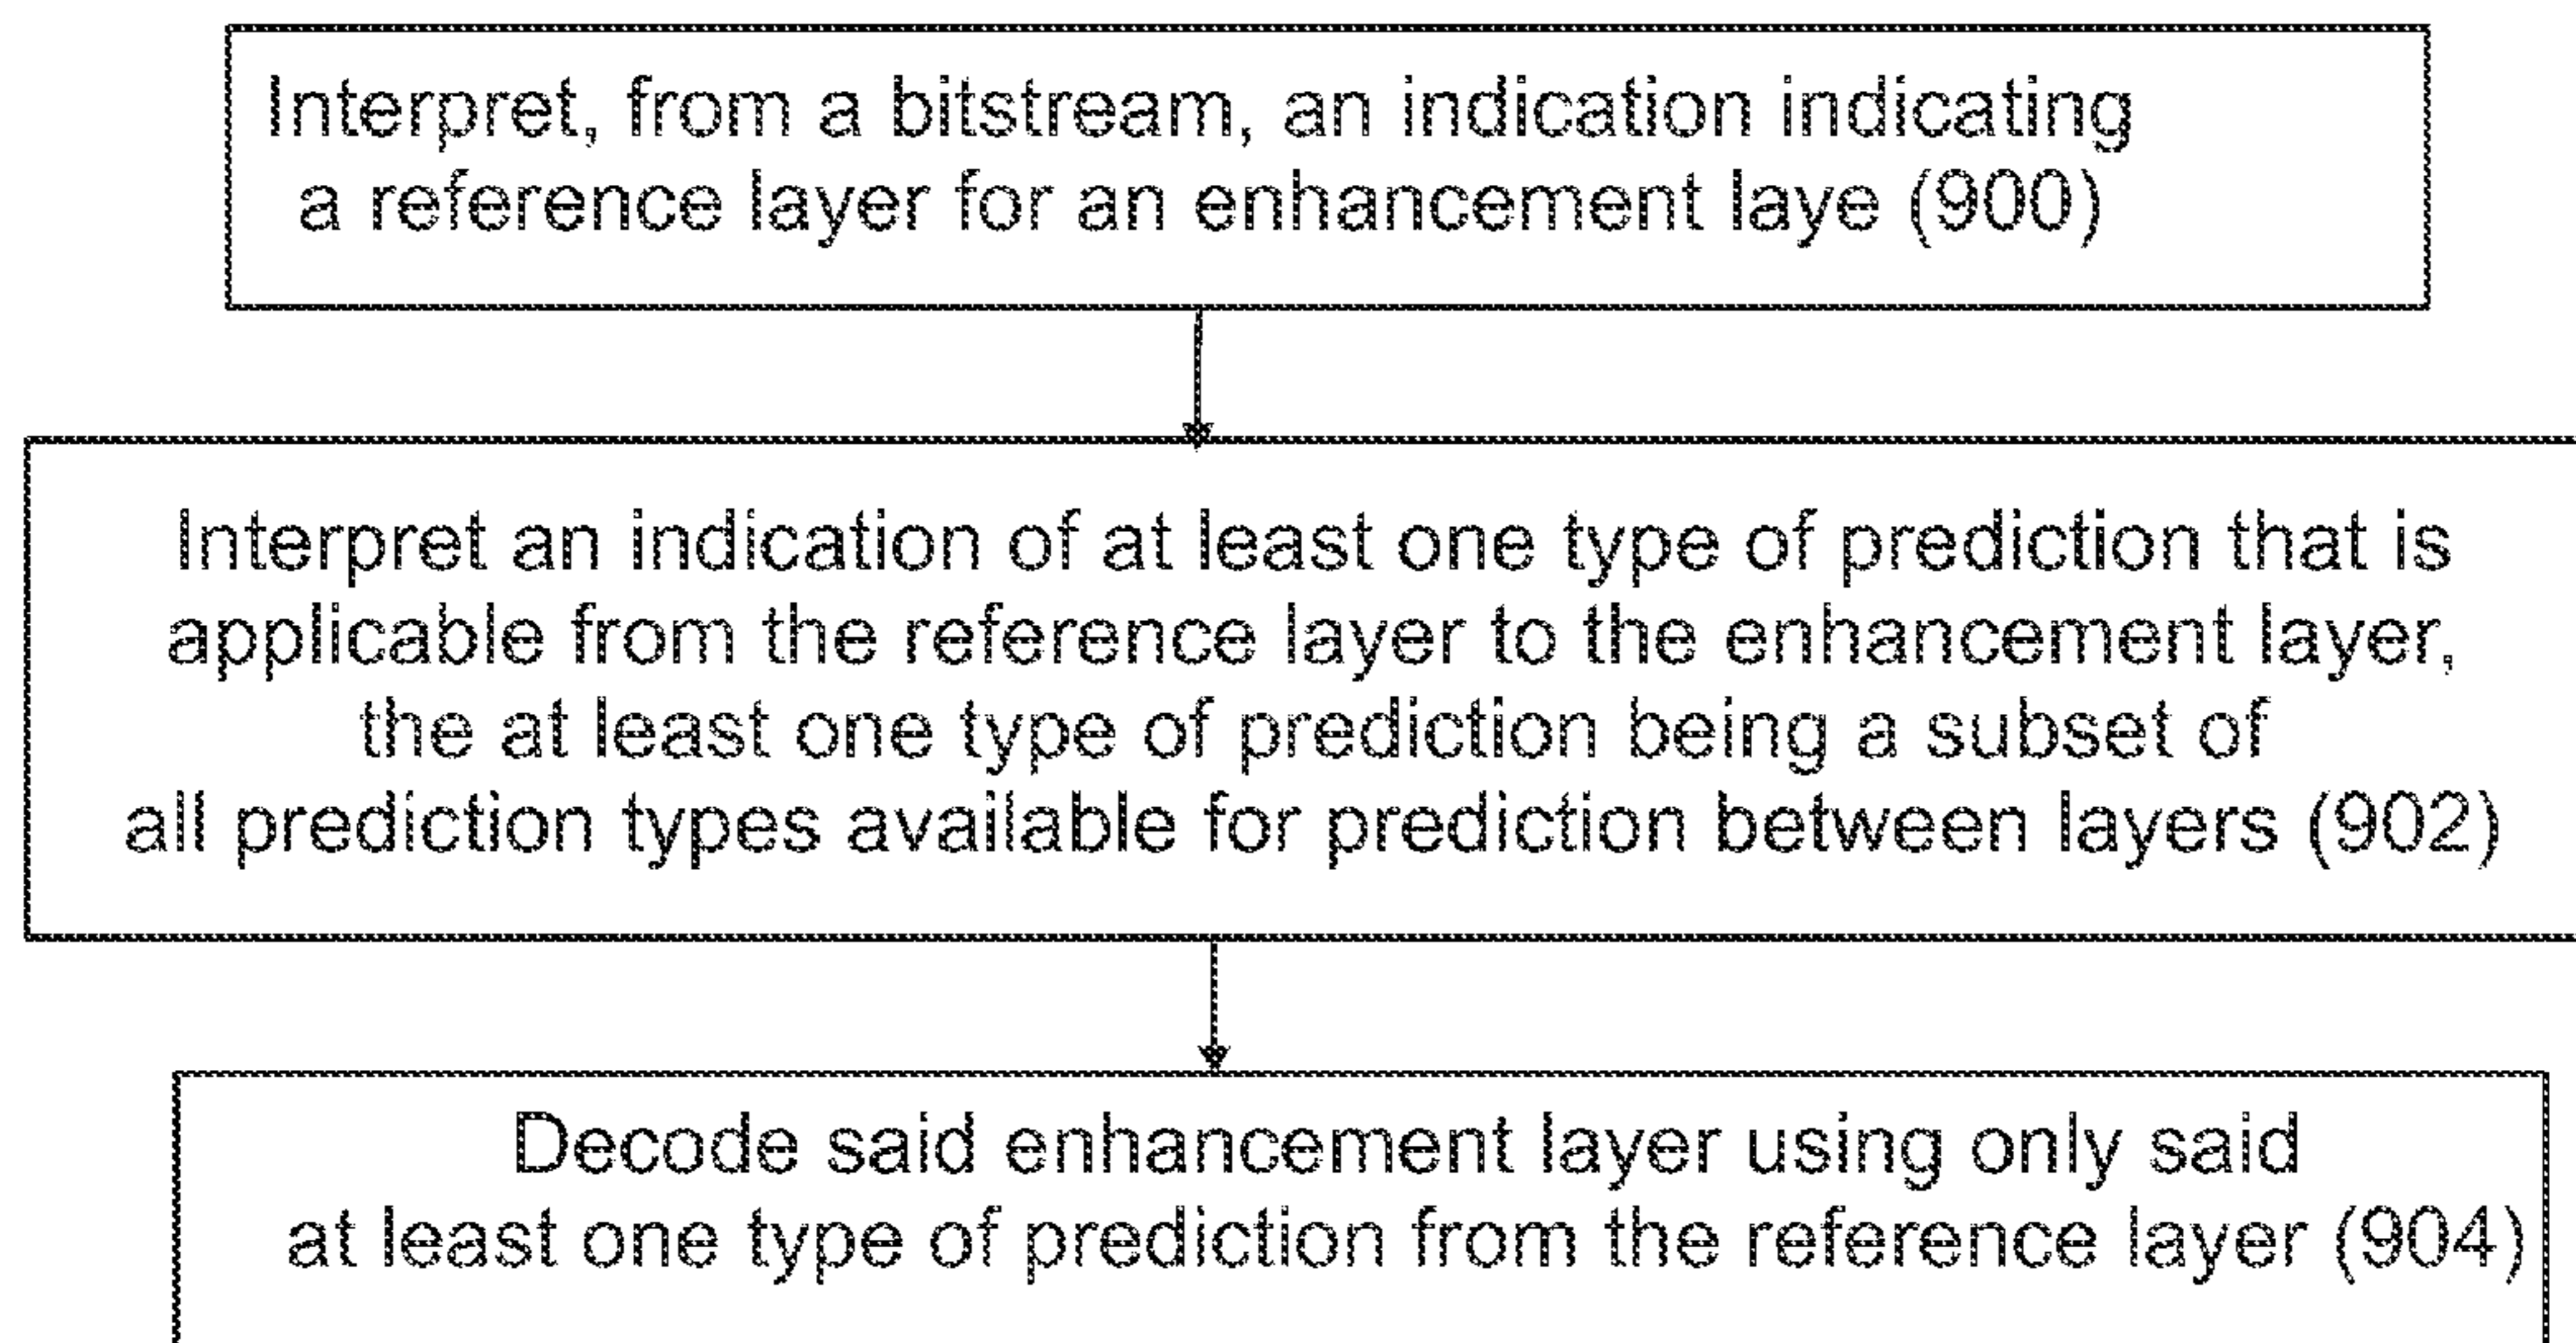 Interpret, from a bitstream, an indication indicating
a reference layer for an enhancement laye (900)
Interpret an indication of at least one type of prediction that is
applicable from the reference layer to the enhancement layer,
the at least one type of prediction being a subset of
all prediction types available for prediction between layers (902)
Decode said enhancement layer using only said
at least one type of prediction from the reference layer (904)